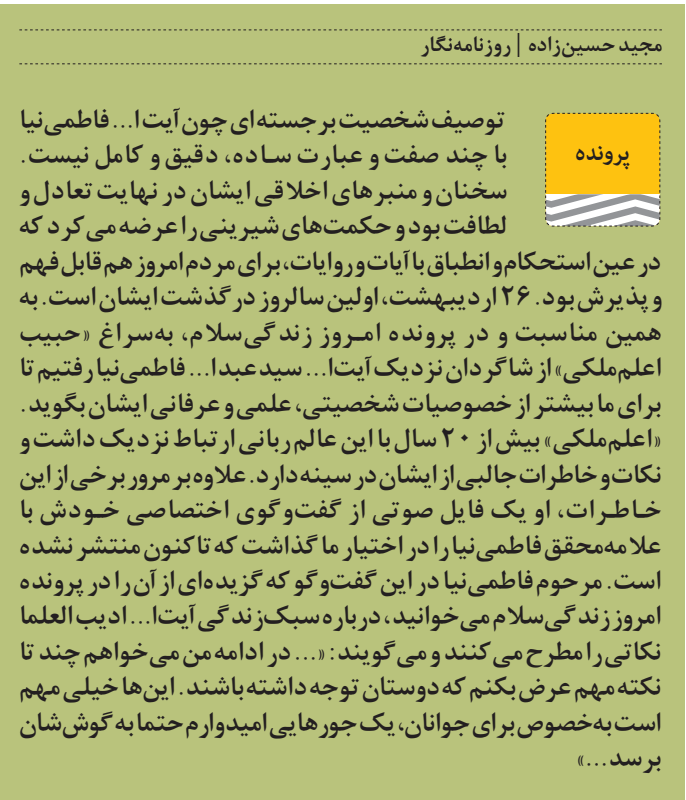 مجید حسین‌زاده | روزنامه‌نگار
پرونده
توصیف شخصیت برجسته‌ای چون آیت‌ا... فاطمی‌نیا
با چند صفت و عبارت ساده، دقیق و کامل نیست.
سخنان و منبرهای اخلاقی ایشان در نهایت تعادل و
لطافت بود و حکمت‌های شیرینی را عرضه می‌کرد که
در عین استحکام و انطباق با آیات و روایات، برای مردم امروز هم قابل فهم
و پذیرش بود. ۲۶ اردیبهشت، اولین سالروز درگذشت ایشان است. به
همین مناسبت و در پرونده امروز زندگی‌سلام، به‌سراغ «حبیب
اعلم‌ملکی» از شاگردان نزدیک آیت‌ا... سیدعبدا... فاطمی‌نیا رفتیم تا
برای ما بیشتر از خصوصیات شخصیتی، علمی و عرفانی ایشان بگوید.
«اعلم‌ملکی» بیش از ۲۰ سال با این عالم ربانی ارتباط نزدیک داشت و
نکات و خاطرات جالبی از ایشان در سینه دارد. علاوه بر مرور برخی از این
خاطرات، او یک فایل صوتی از گفت‌وگوی اختصاصی خودش با
علامه‌محقق فاطمی‌نیا را در اختیار ما گذاشت که تاکنون منتشر نشده
است. مرحوم فاطمی‌نیا در این گفت‌وگو که گزیده‌ای از آن را در پرونده
امروز زندگی‌سلام می‌خوانید، درباره سبک‌زندگی آیت‌ا... ادیب العلما
نکاتی را مطرح می‌کنند و می‌گویند: «... در ادامه من می‌خواهم چند تا
نکته مهم عرض بکنم که دوستان توجه داشته باشند. این‌ها خیلی مهم
است به‌خصوص برای جوانان، یک جورهایی امیدوارم حتما به گوش‌شان
برسد...»